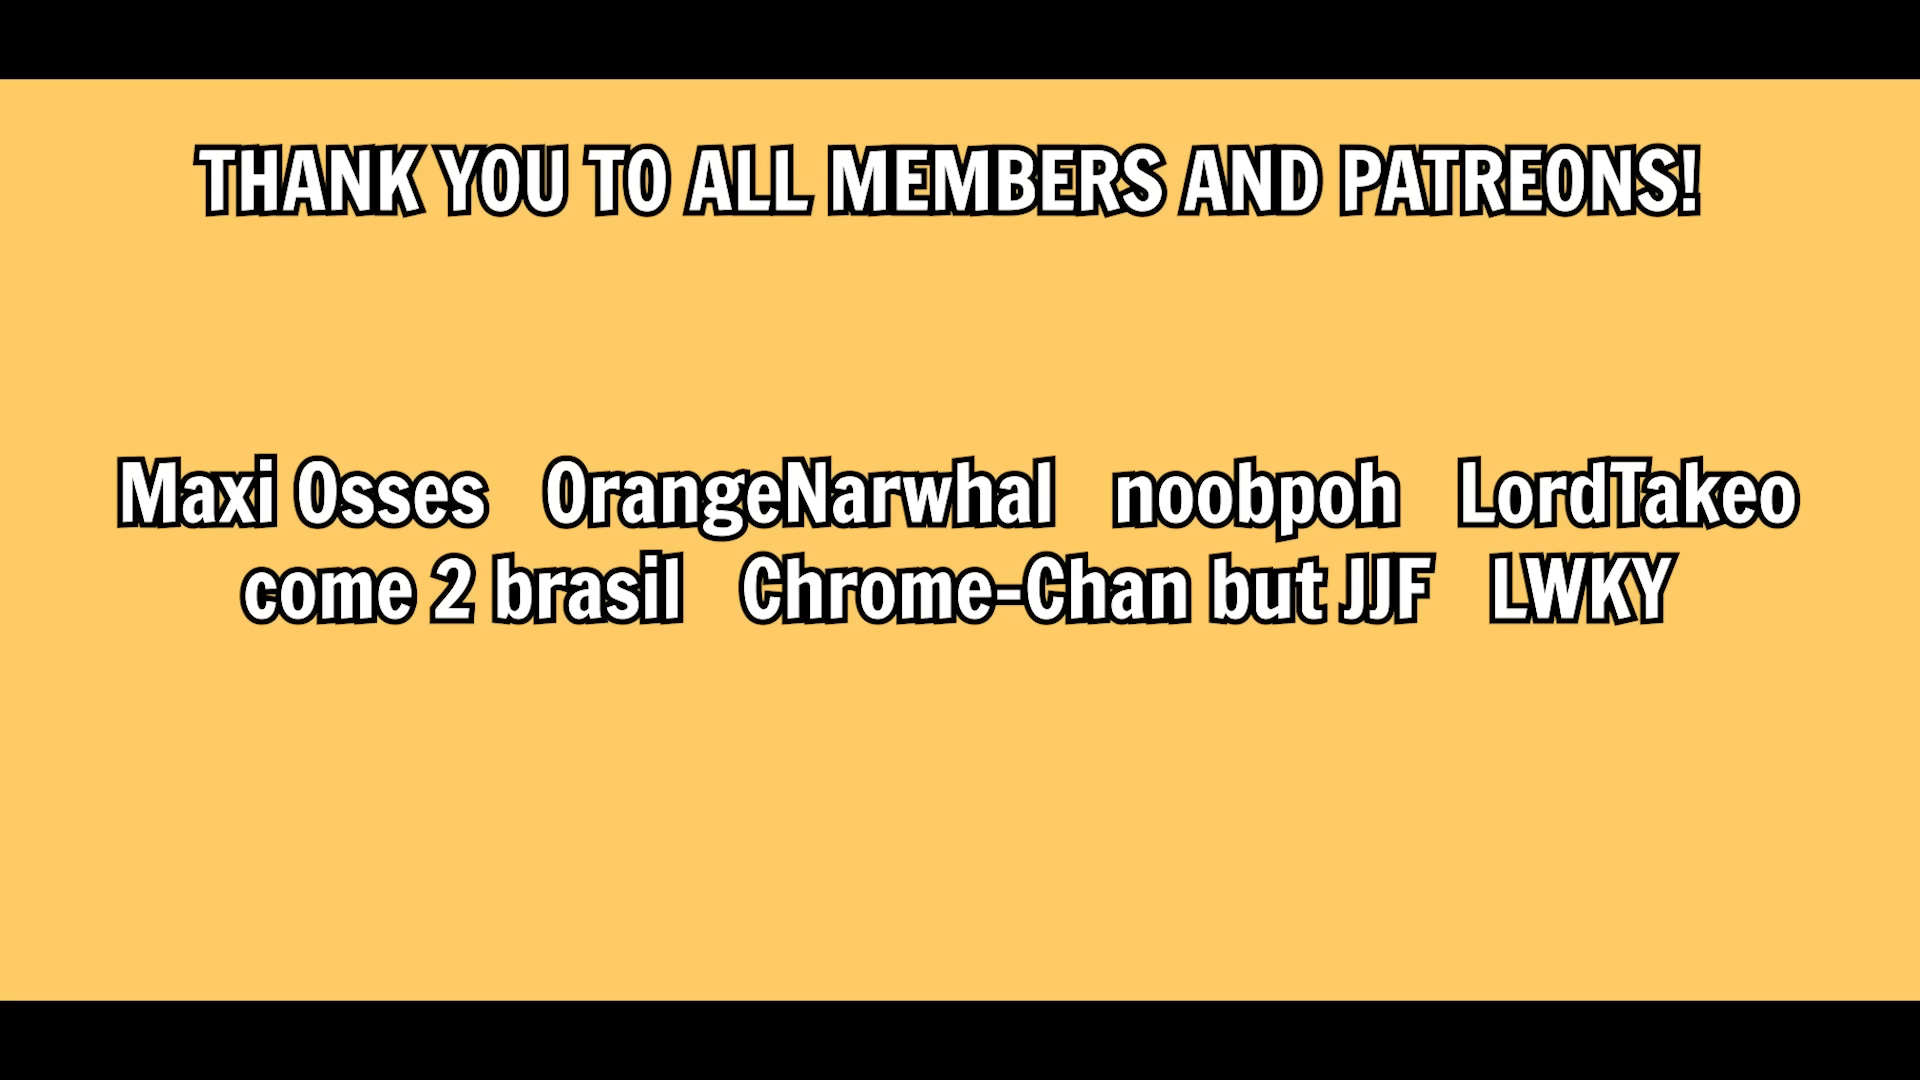 THANK YOU TO ALL MEMBERS AND PATREONS!
Maxi Osses OrangeNarwhal noobpoh LordTakeo
come 2 brasil Chrome-Chan but JJF LWKY